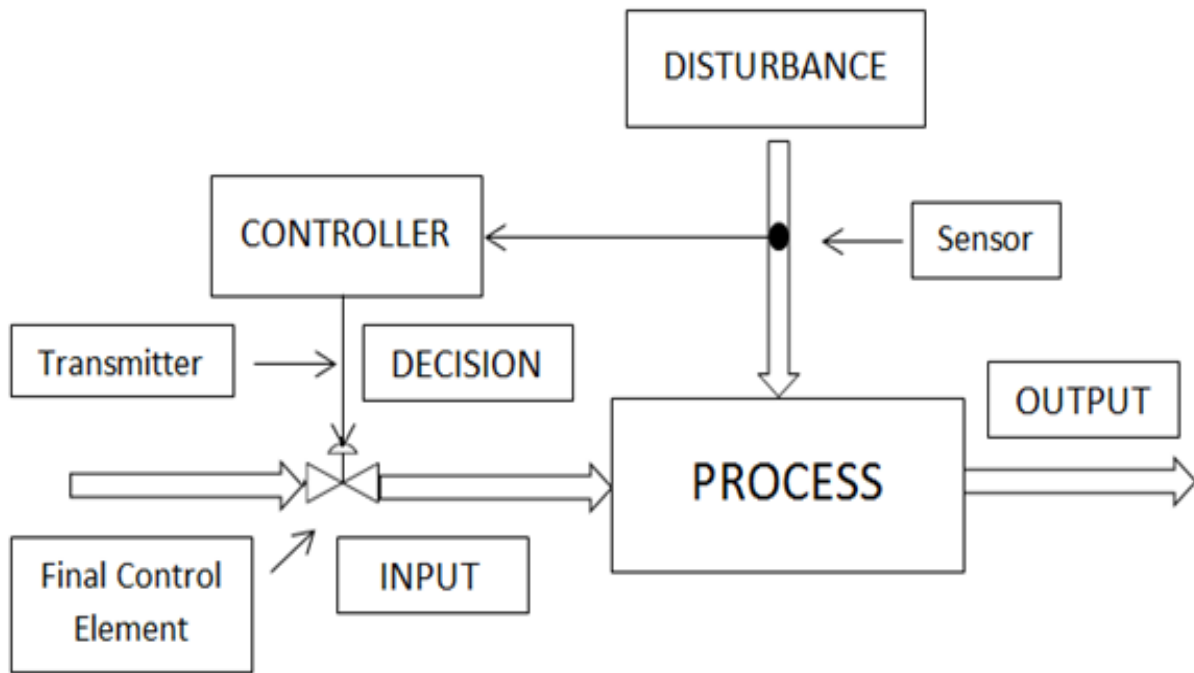 DISTURBANCE
CONTROLLER
Sensor
Transmitter
DECISION
OUTPUT
PROCESS
Final Control
Element
INPUT